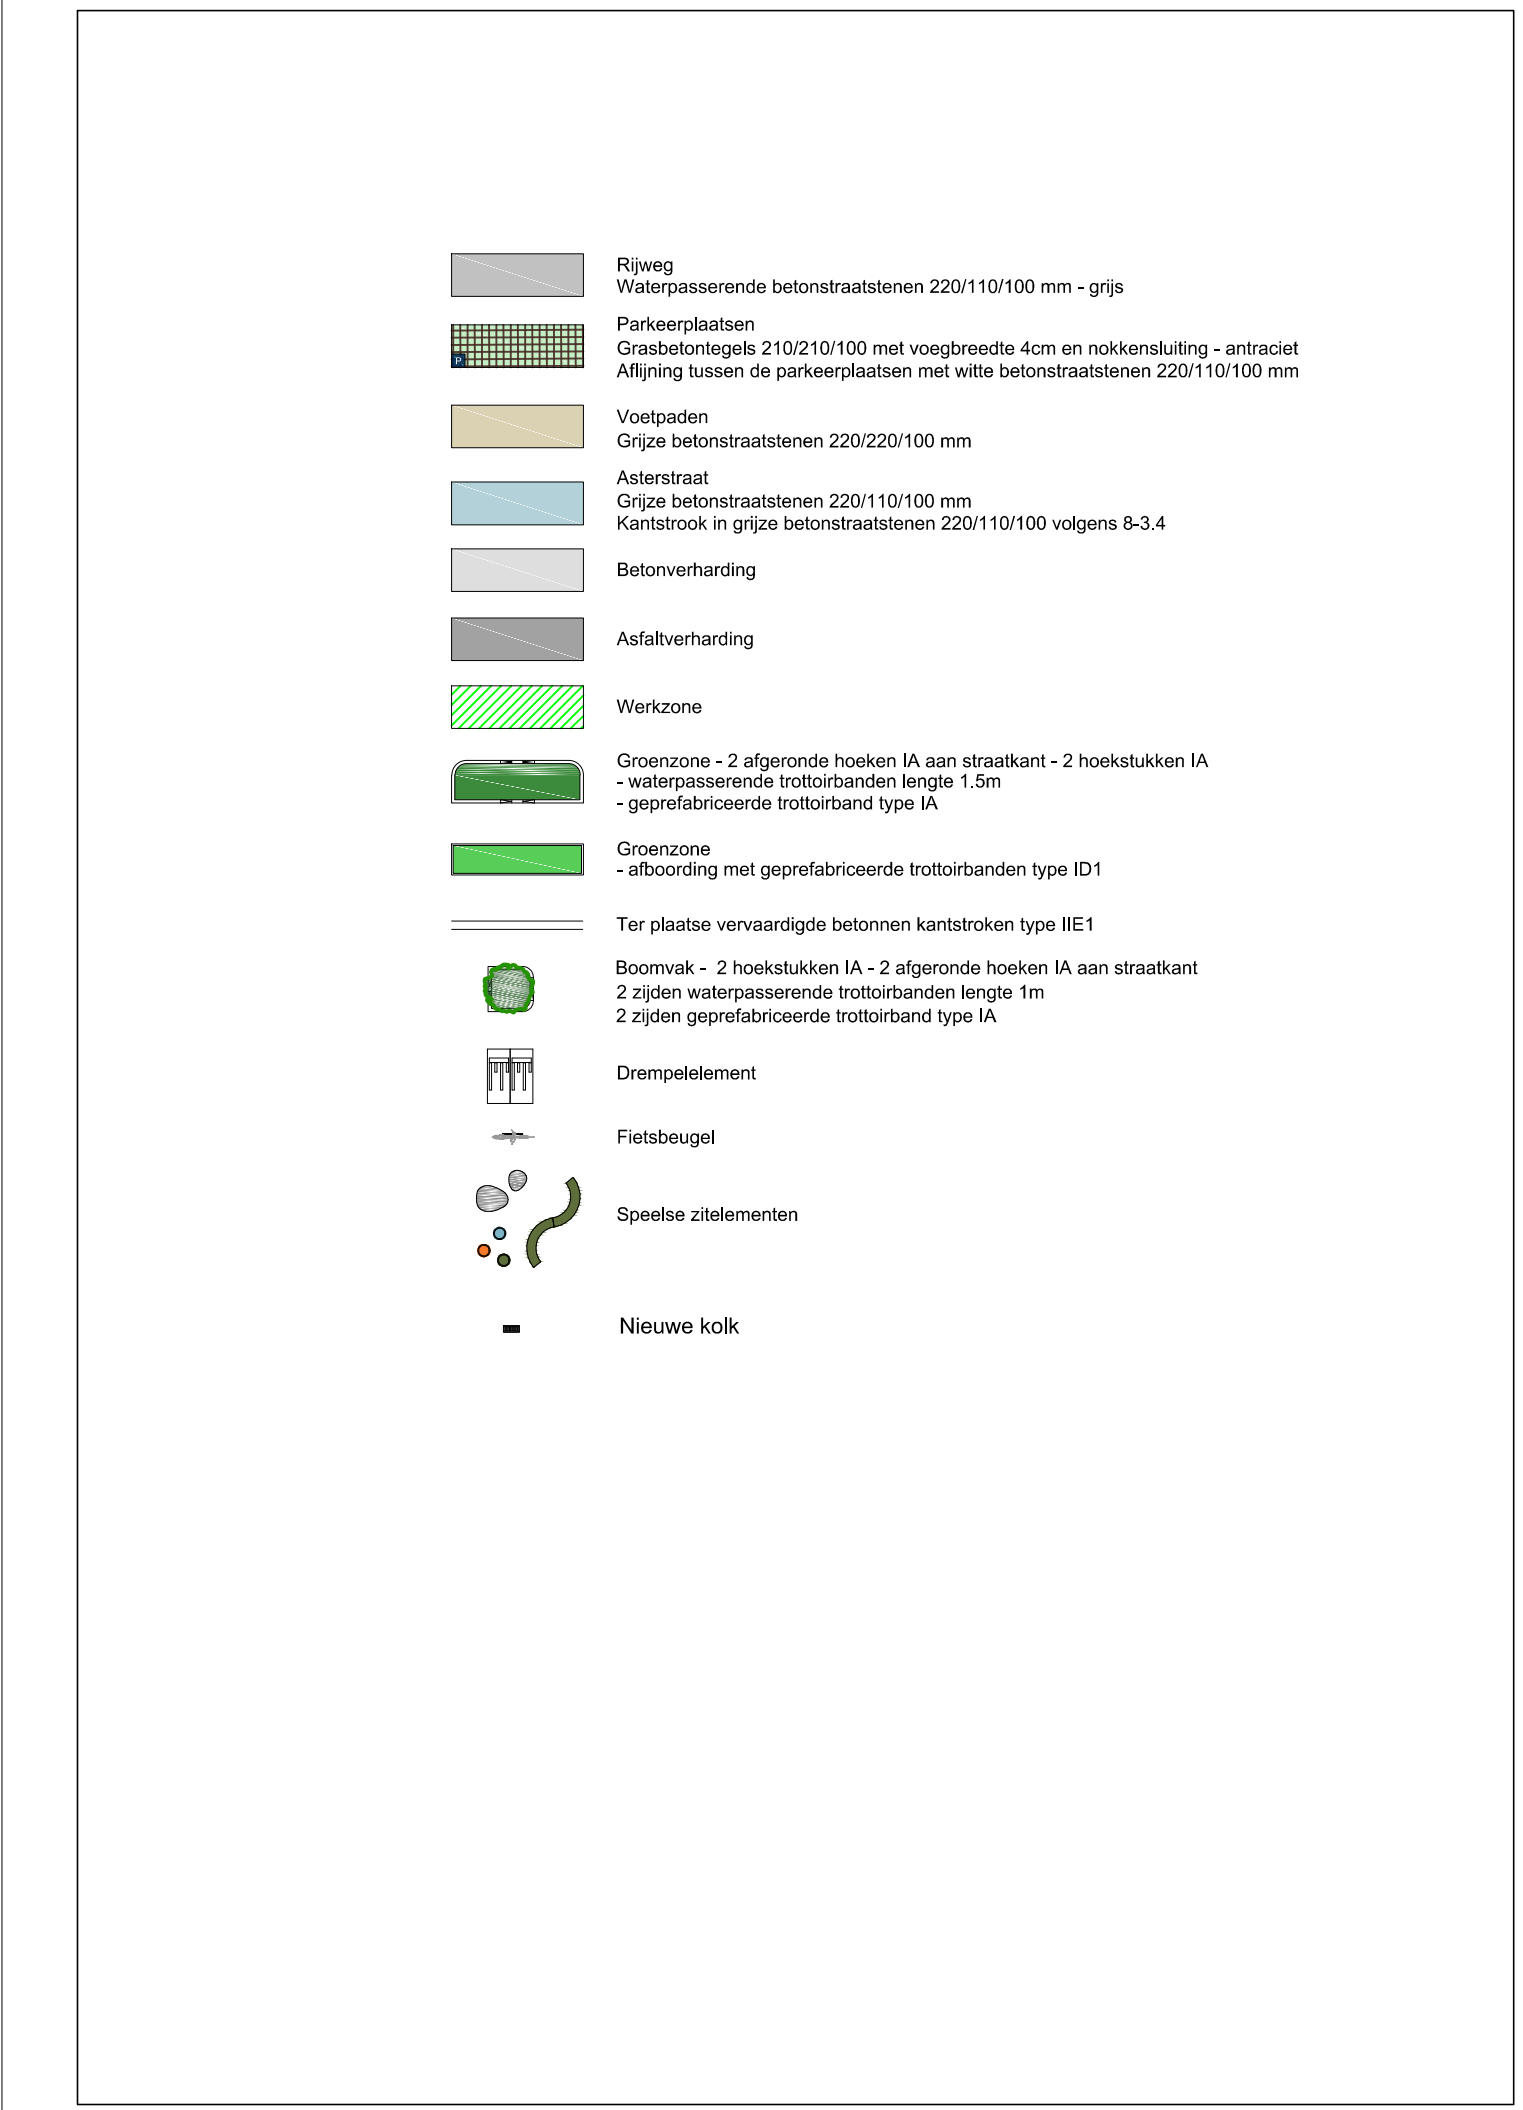 Rijweg
Waterpasserende betonstraatstenen 220/110/100 mm - grijs
Parkeerplaatsen
Grasbetontegels 210/210/100 met voegbreedte 4cm en nokkensluiting - antraciet
P
Aflijning tussen de parkeerplaatsen met witte betonstraatstenen 220/110/100 mm
Voetpaden
Grijze betonstraatstenen 220/220/100 mm
Asterstraat
Grijze betonstraatstenen 220/110/100 mm
Kantstrook in grijze betonstraatstenen 220/110/100 volgens 8-3.4
Betonverharding
Asfaltverharding
Werkzone
Groenzone - 2 afgeronde hoeken IA aan straatkant - 2 hoekstukken IA
- waterpasserende trottoirbanden lengte 1.5m
- geprefabriceerde trottoirband type IA
Groenzone
- afboording met geprefabriceerde trottoirbanden type ID1
Ter plaatse vervaardigde betonnen kantstroken type IIE1
Boomvak - 2 hoekstukken IA - 2 afgeronde hoeken IA aan straatkant
2 zijden waterpasserende trottoirbanden lengte 1m
2 zijden geprefabriceerde trottoirband type IA
Drempelelement
Fietsbeugel
Speelse zitelementen
Nieuwe kolk